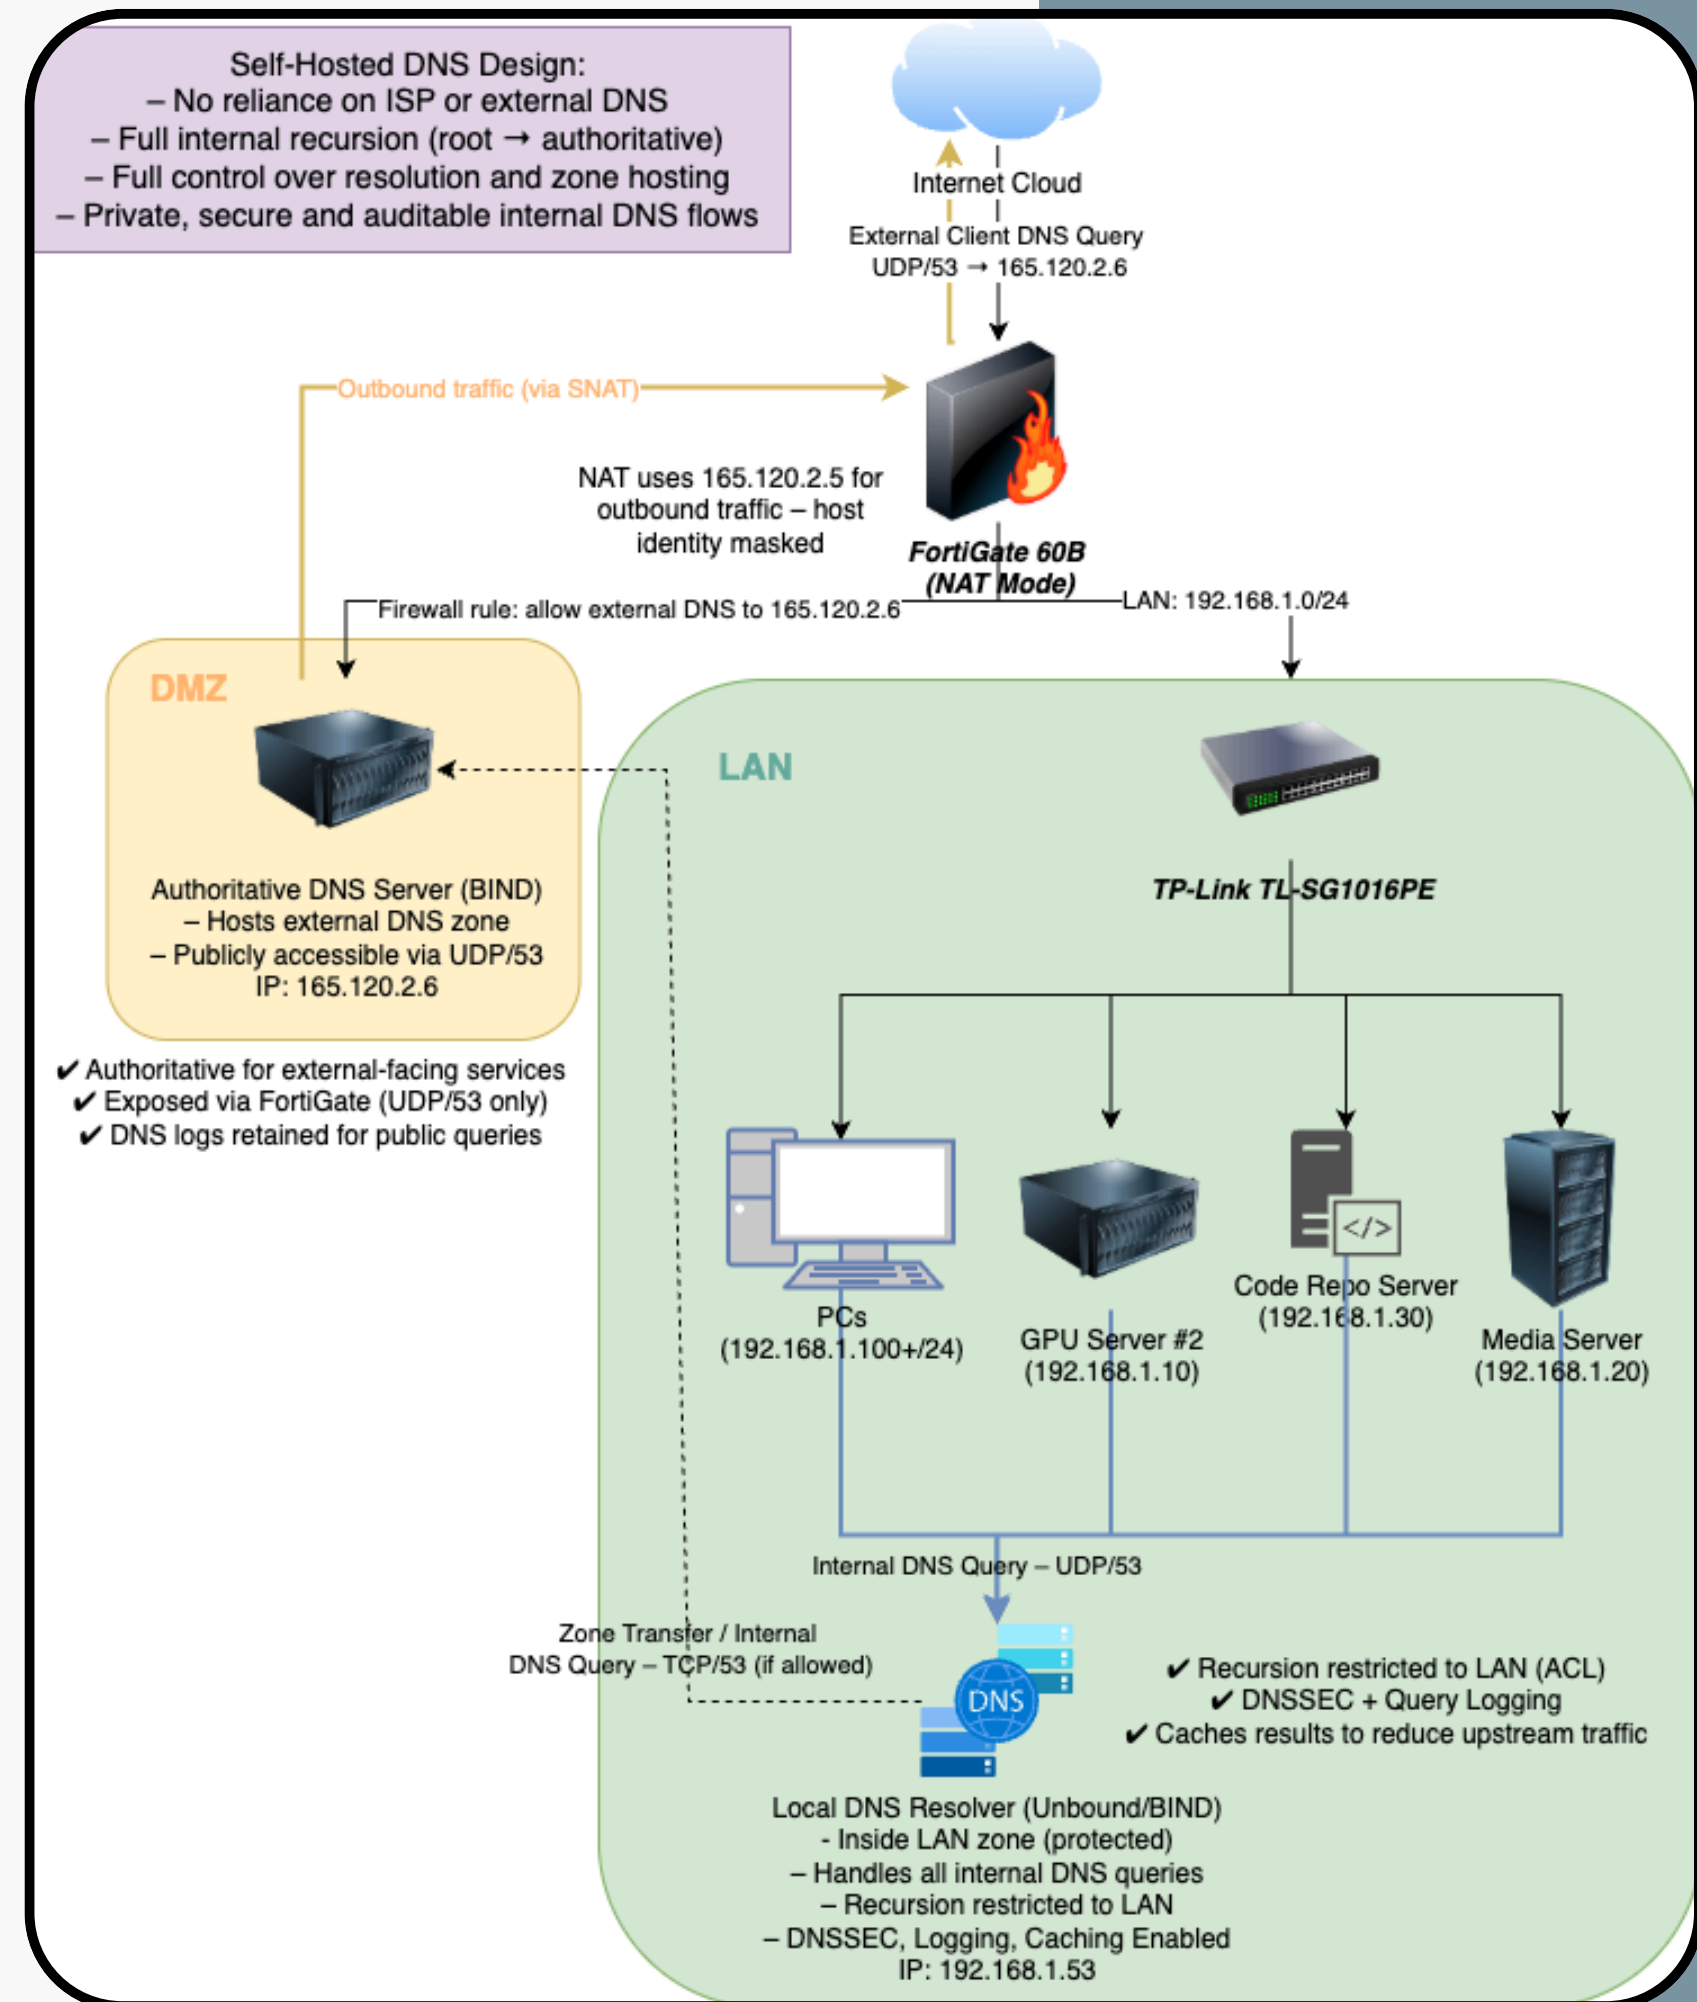 Self-Hosted DNS Design:
– No reliance on ISP or external DNS
– Full internal recursion (root → authoritative)
– Full control over resolution and zone hosting
– Private, secure and auditable internal DNS flows
Internet Cloud
External Client DNS Query
UDP/53 → 165.120.2.6
Outbound traffic (via SNAT)
NAT uses 165.120.2.5 for
outbound traffic – host
identity masked
FortiGate 60B
(NAT Mode)
Firewall rule: allow external DNS to 165.120.2.6
LAN: 192.168.1.0/24
DMZ
Authoritative DNS Server (BIND)
– Hosts external DNS zone
– Publicly accessible via UDP/53
IP: 165.120.2.6
✔ Authoritative for external-facing services
✔ Exposed via FortiGate (UDP/53 only)
✔ DNS logs retained for public queries
LAN
TP-Link TL-SG1016PE
</>
PCs
(192.168.1.100+/24)
GPU Server #2
(192.168.1.10)
Code Repo Server
(192.168.1.30)
Media Server
(192.168.1.20)
Internal DNS Query – UDP/53
Zone Transfer / Internal
DNS Query – TCP/53 (if allowed)
DNS
✔ Recursion restricted to LAN (ACL)
✔ DNSSEC + Query Logging
✔ Caches results to reduce upstream traffic
Local DNS Resolver (Unbound/BIND)
- Inside LAN zone (protected)
– Handles all internal DNS queries
– Recursion restricted to LAN
– DNSSEC, Logging, Caching Enabled
IP: 192.168.1.53